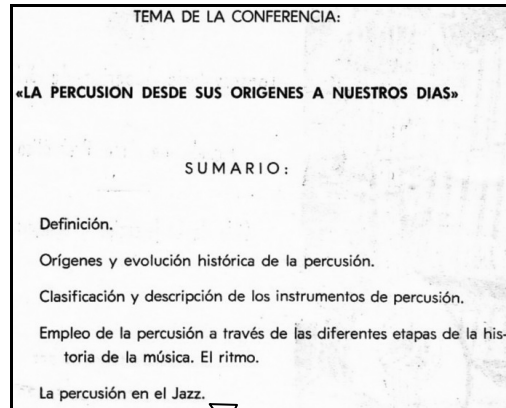 TEMA DE LA CONFERENCIA:
«LA PERCUSION DESDE SUS ORIGENES A NUESTROS DIAS»
SUMARIO:
Definición.
Orígenes y evolución histórica de la percusión.
Clasificación y descripción de los instrumentos de percusión.
Empleo de la percusión a través de las diferentes etapas de la his-
toria de la música. El ritmo.
La percusión en el Jazz.